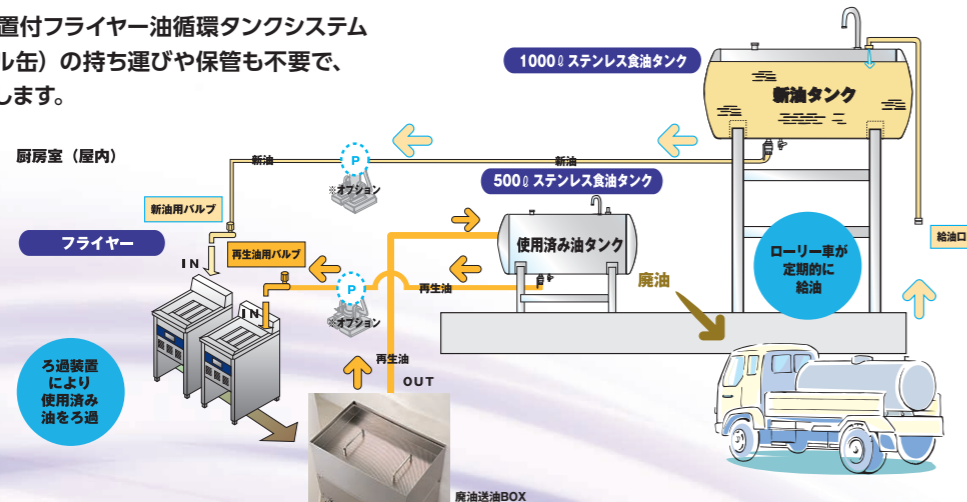 置付フライヤー油循環タンクシステム
ル缶）の持ち運びや保管も不要で、
します。
1000ℓ ステンレス食油タンク
新油タンク
厨房室（屋内）
新油
P
新油
※オプション
500ℓ ステンレス食油タンク
新油用バルブ
給油口
フライヤー
再生油用バルブ
使用済み油タンク
ローリー車が
定期的に
給油
IN
廃油
P
再生油
IN
※オプション
再生油
ろ過装置
により
使用済み
油をろ過
OUT
廃油送油BOX